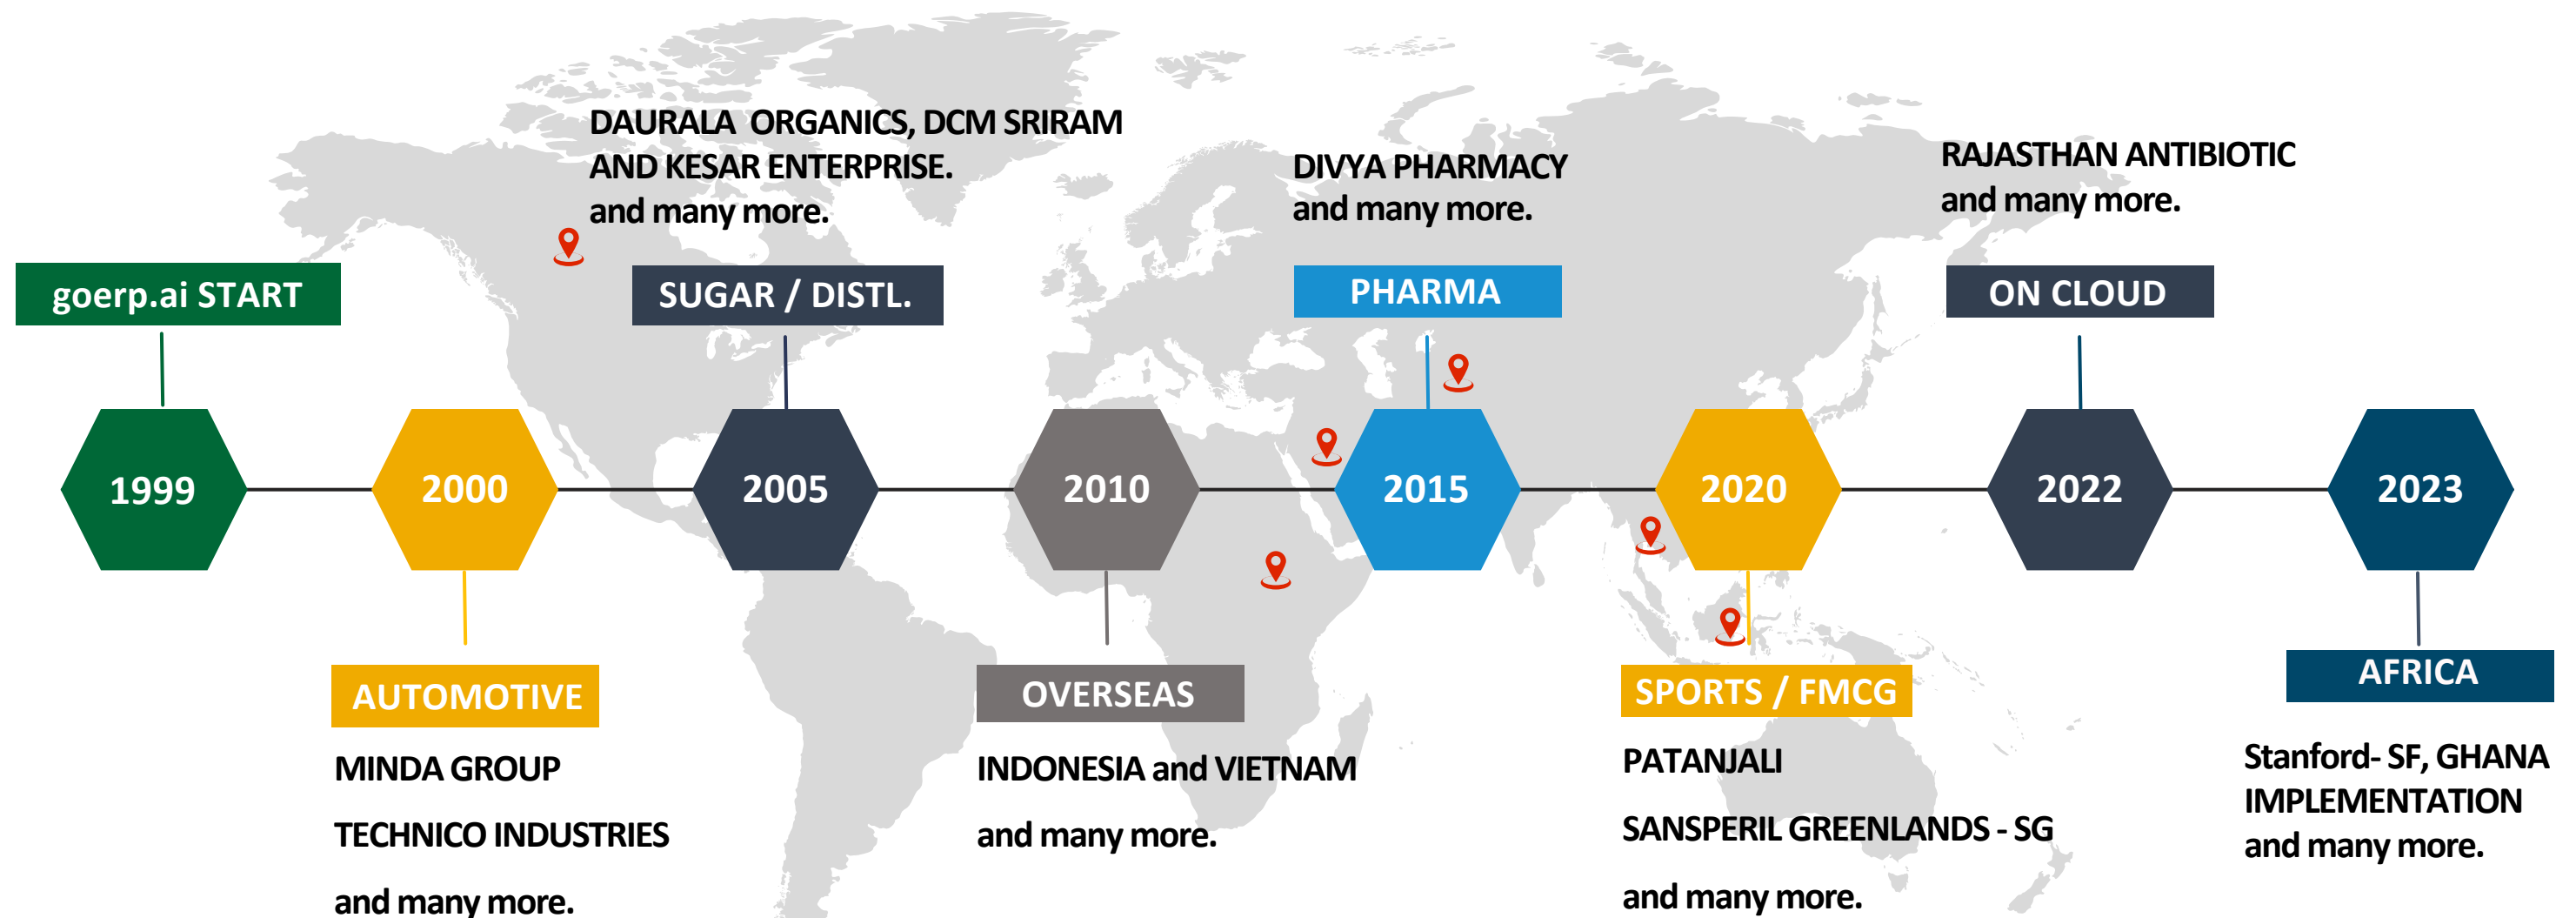 goerp.ai START
1999
2000
AUTOMOTIVE
MINDA GROUP
TECHNICO INDUSTRIES
and many more.
DAURALA ORGANICS, DCM SRIRAM
AND KESAR ENTERPRISE.
and many more.
SUGAR / DISTL.
2005
2010
OVERSEAS
INDONESIA and VIETNAM
and many more.
DIVYA PHARMACY
and many more.
PHARMA
2015
2020
SPORTS / FMCG
PATANJALI
SANSPERIL GREENLANDS - SG
and many more.
RAJASTHAN ANTIBIOTIC
and many more.
ON CLOUD
2022
2023
AFRICA
Stanford- SF, GHANA
IMPLEMENTATION
and many more.